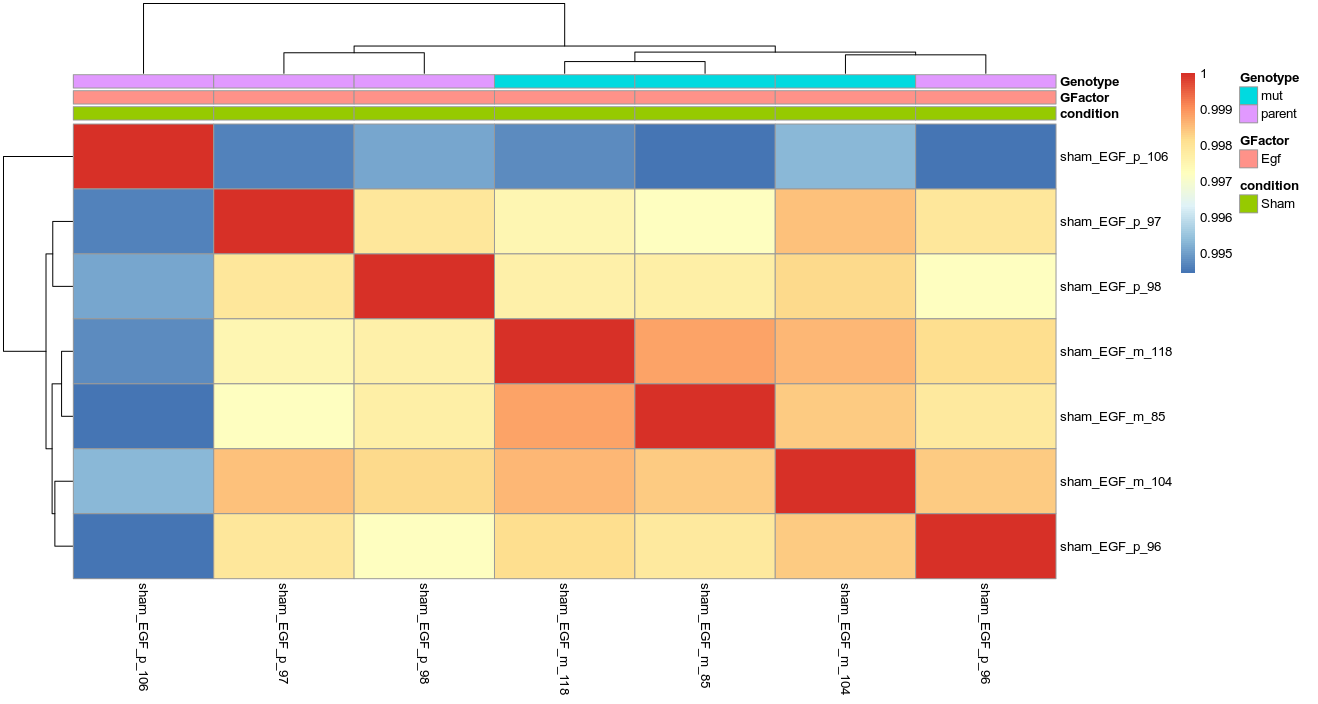 Genotype
GFactor
condition
sham_EGF_p_106
sham_EGF_p_97
sham_EGF_p_98
sham_EGF_m_118
sham_EGF_m_85
sham_EGF_m_104
sham_EGF_p_96
sham_EGF_p_106
sham_EGF_p_97
sham_EGF_p_98
sham_EGF_m_118
sham_EGF_m_85
sham_EGF_m_104
sham_EGF_p_96
1
0.999
0.998
0.997
0.996
0.995
Genotype
mut
parent
GFactor
Egf
condition
Sham